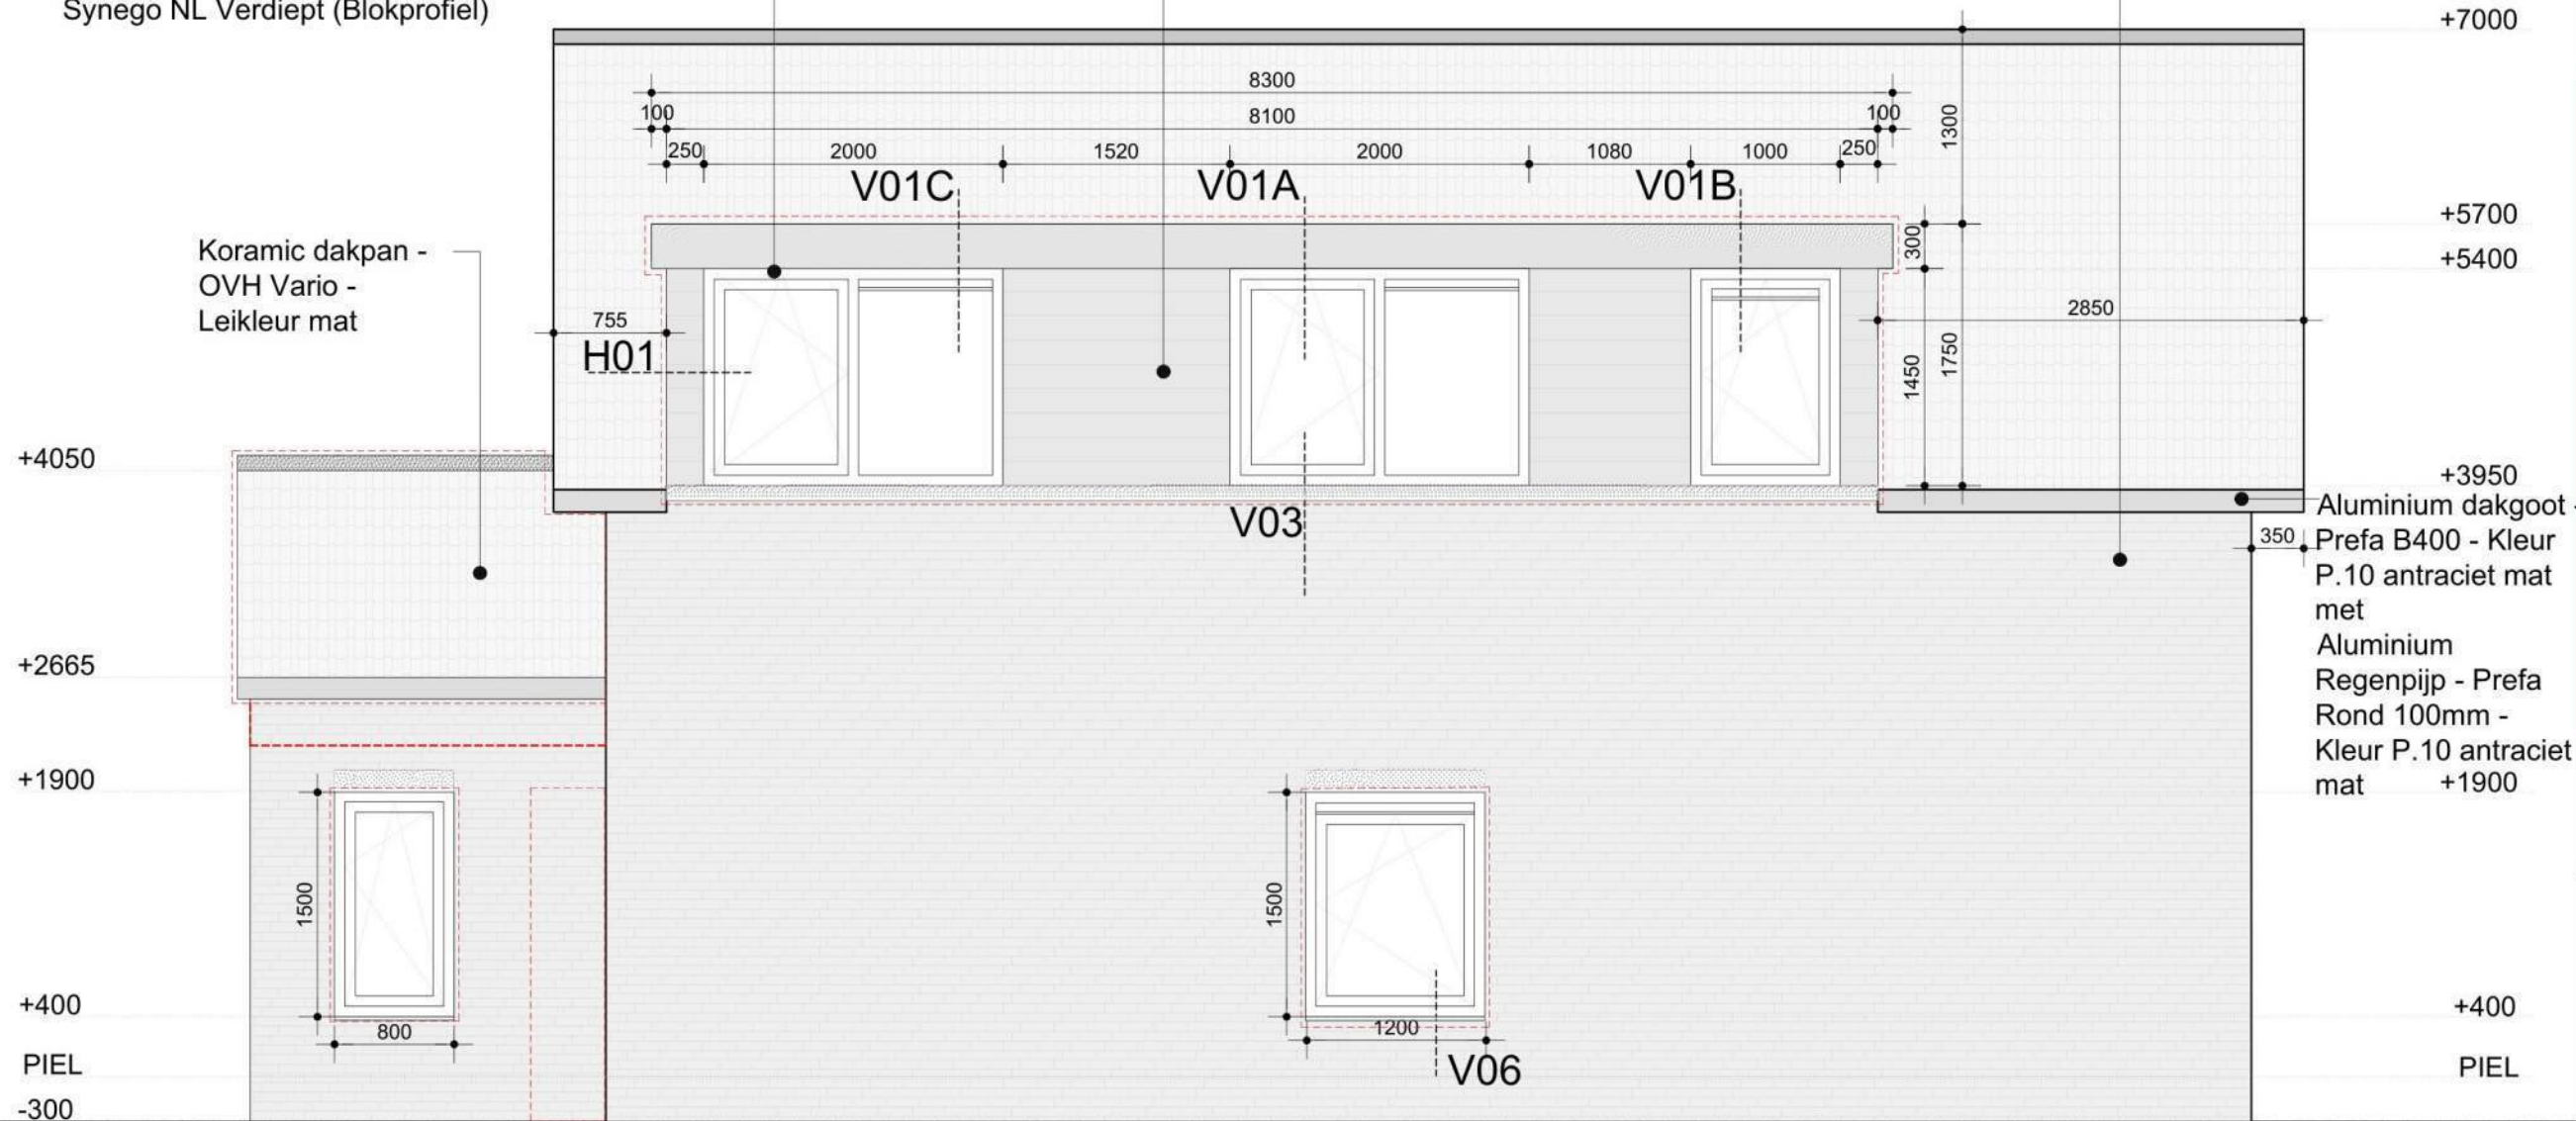 Synego NL Verdiept (Blokprofiel)
+7000
8300
100
8100
100
1300
250
2000
1520
2000
1080
1000
250
V01C
V01A
V01B
+5700
300
+5400
Koramic dakpan -
OVH Vario -
Leikleur mat
755
2850
H01
1450
1750
+4050
+3950
Aluminium dakgoot -
V03
350
Prefa B400 - Kleur
P.10 antraciet mat
met
Aluminium
+2665
Regenpijp - Prefa
Rond 100mm -
Kleur P.10 antraciet
mat
+1900
+1900
1500
1500
+400
+400
800
1200
PIEL
V06
PIEL
-300